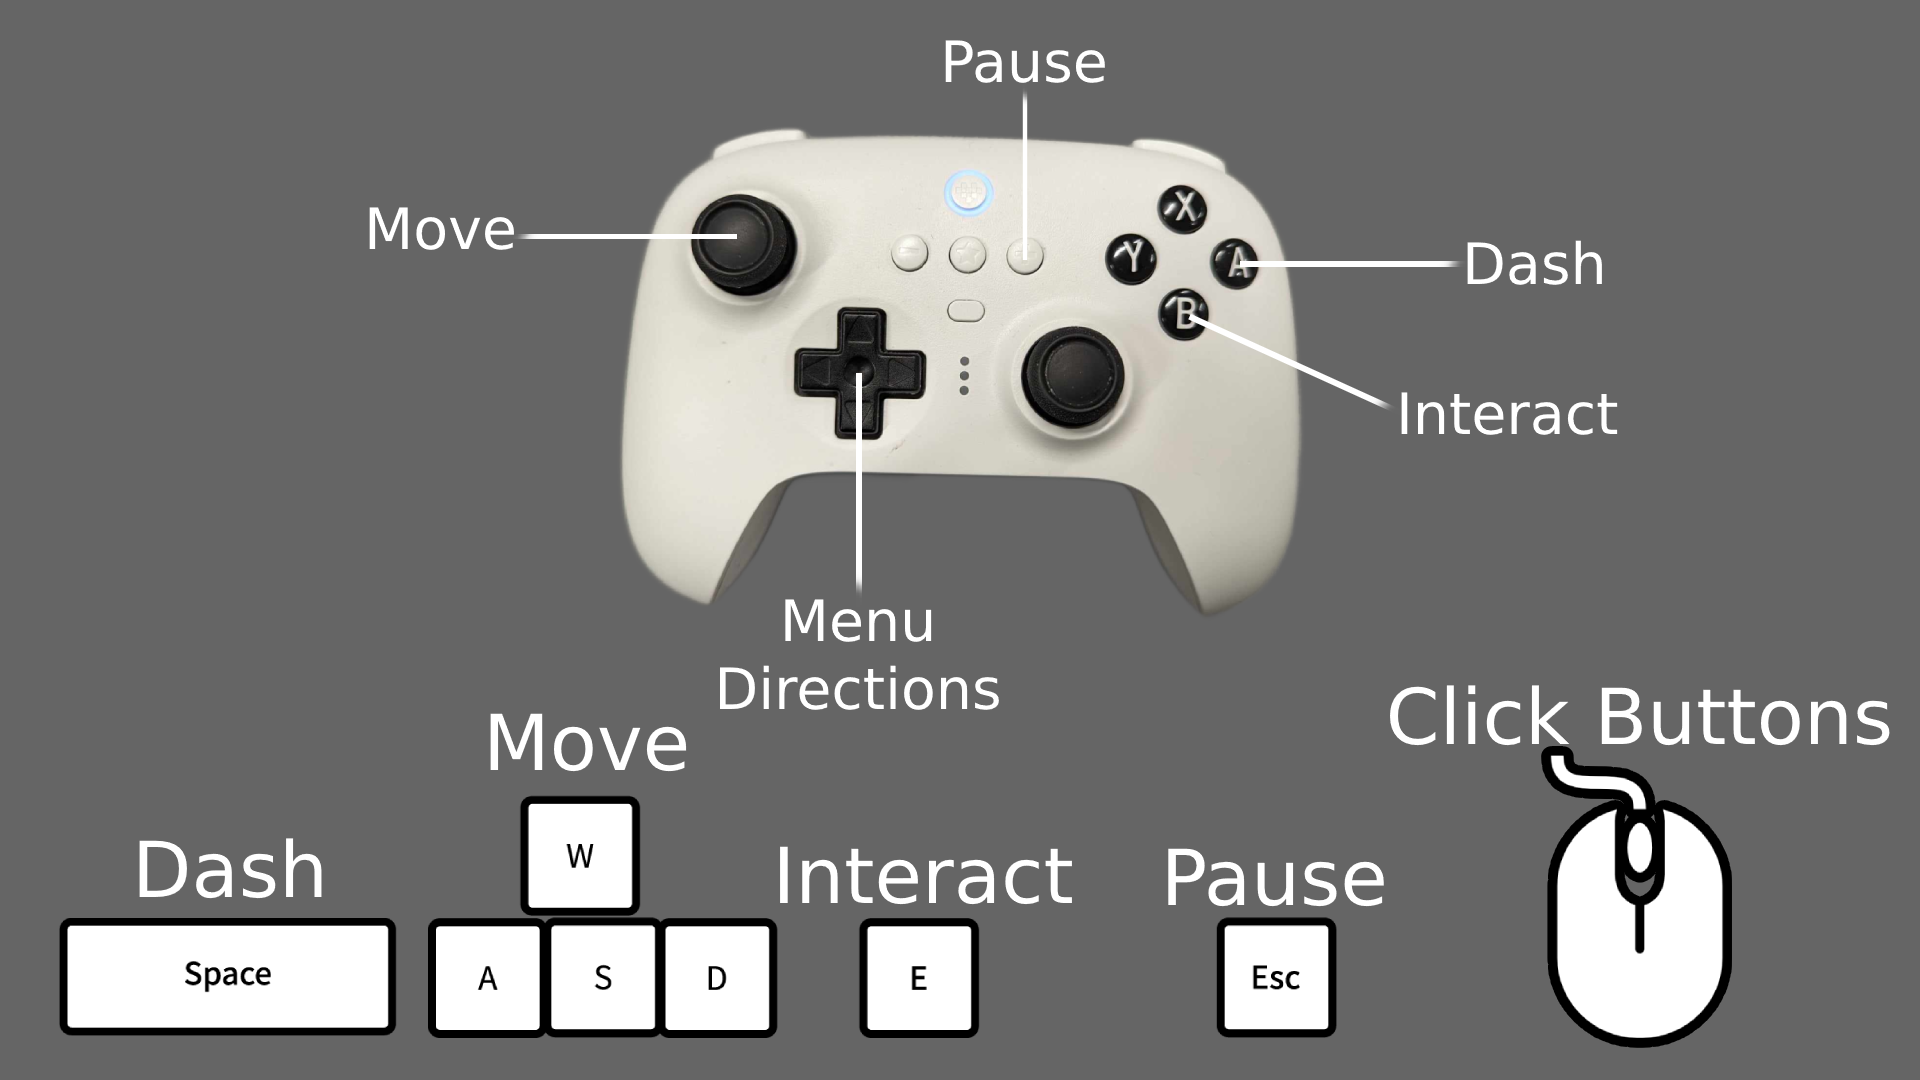 Pause
Move
X
Y
A
B
Dash
Interact
Menu
Directions
Move
Click Buttons
Dash
W
Interact
Pause
Space
A
S
D
E
Esc